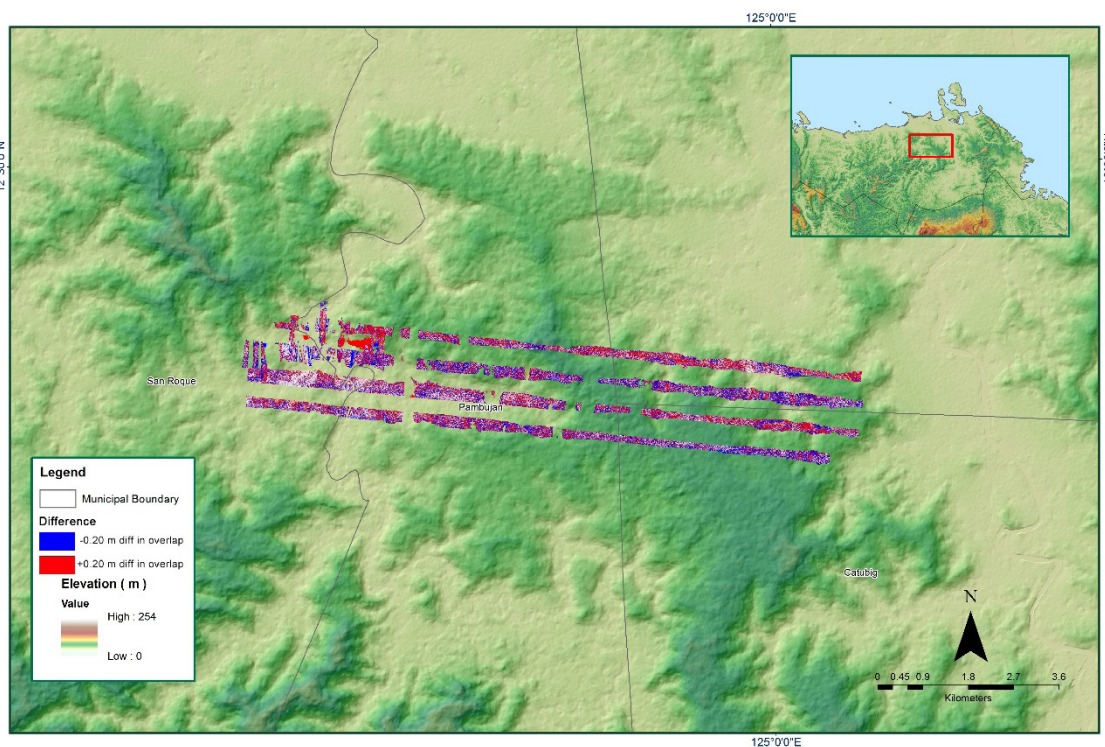 125°0'0"E
San Roque
Pambujan
Catubig
Legend
Municipal Boundary
Difference
-0.20 m diff in overlap
+0.20 m diff in overlap
Elevation ( m )
Value
High : 254
Low : 0
N
0 0.45 0.9 1.8 2.7 3.6
Kilometers
125°0'0"E